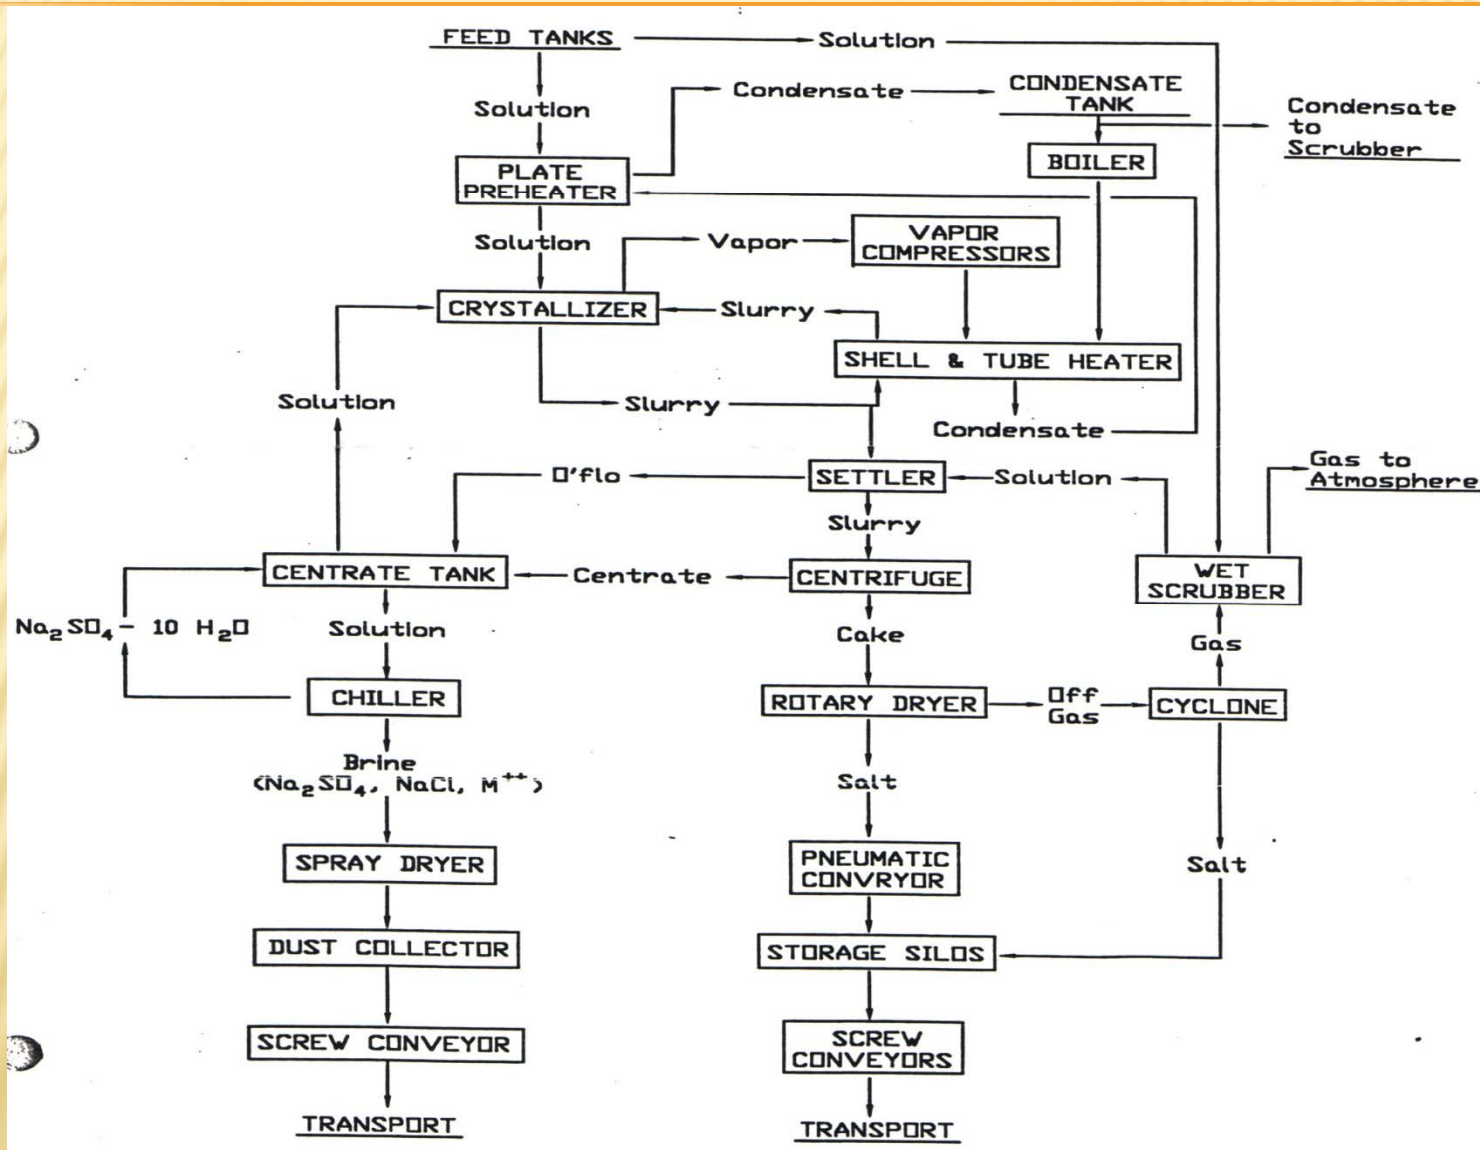 FEED TANKS
Solution
Condensate
CONDENSATE
TANK
Condensate
to
Scrubber
Solution
BOILER
PLATE
PREHEATER
Solution
Vapor
VAPOR
COMPRESSORS
CRYSTALLIZER
Slurry
SHELL & TUBE HEATER
Solution
Slurry
Condensate
O'flo
SETTLER
Solution
Gas to
Atmosphere
Slurry
CENTRATE TANK
Centrate
CENTRIFUGE
WET
SCRUBBER
Na₂SO₄- 10 H₂O
Solution
Cake
Gas
CHILLER
ROTARY DRYER
Off
Gas
CYCLONE
Brine
(Na₂SO₄, NaCl, M⁺⁺)
Salt
SPRAY DRYER
PNEUMATIC
CONVRYOR
Salt
DUST COLLECTOR
STORAGE SILOS
SCREW CONVEYOR
SCREW
CONVEYORS
TRANSPORT
TRANSPORT